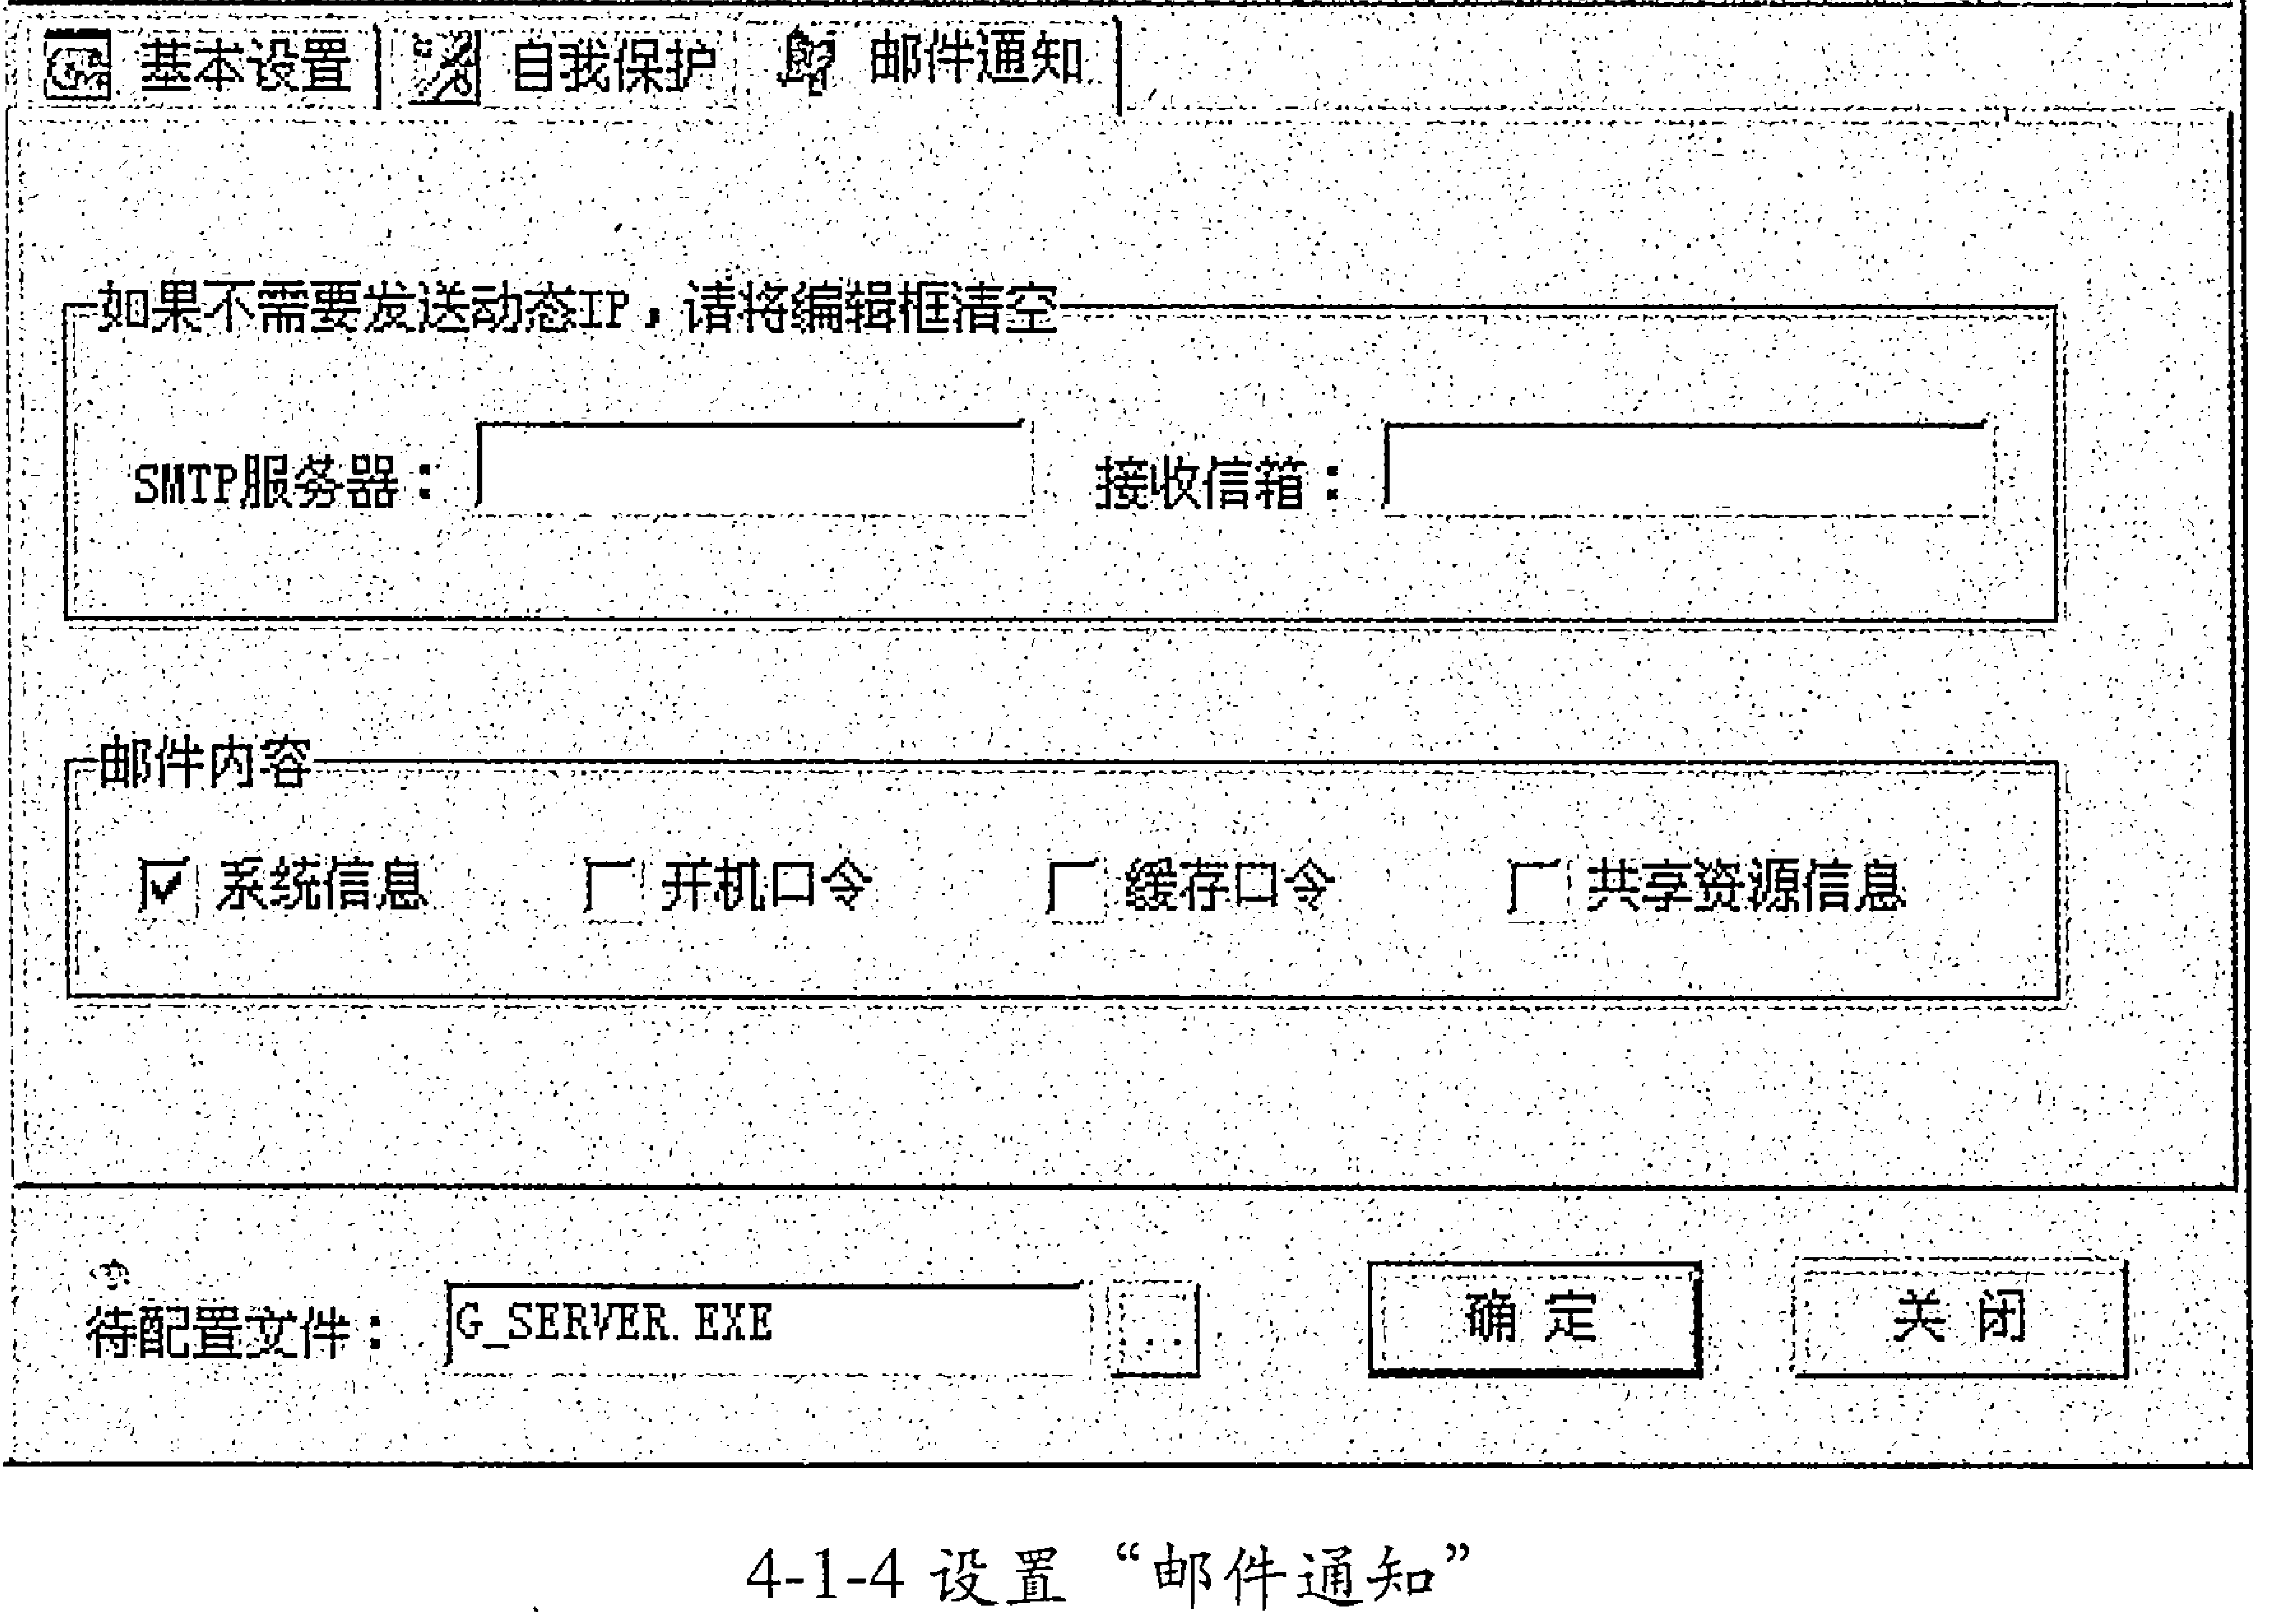 基本设置 自我保护 邮件通知
如果不需要发送动态IP，请将编辑框清空
SMTP服务器： 接收信箱：
邮件内容
系统信息 开机口令 缓存口令 共享资源信息
待配置文件： G_SERVER.EXE .. 确 定 关 闭
4-1-4 设置 “邮件通知”